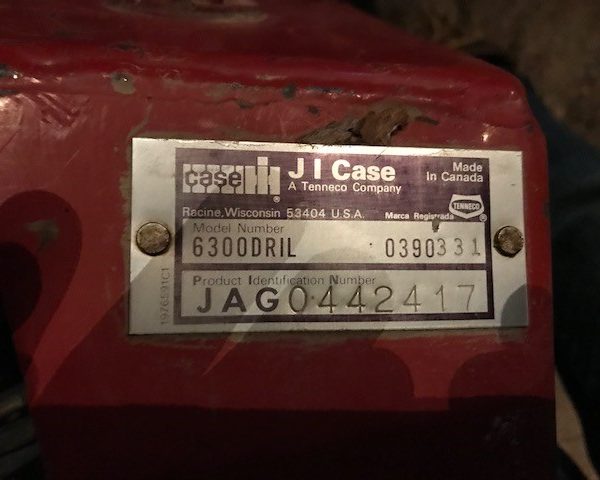 case IH J I Case Made
A Tenneco Company In Canada
TENNECO
Racine, Wisconsin 53404 U.S.A. Marca Registrada ®
Model Number
6300DRIL 0390331
Product Identification Number
JAG0442417
1976591C1